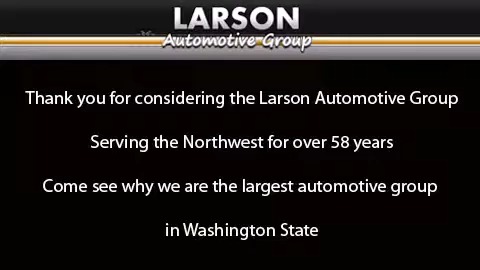 LARSON
Automotive Group
Thank you for considering the Larson Automotive Group
Serving the Northwest for over 58 years
Come see why we are the largest automotive group
in Washington State